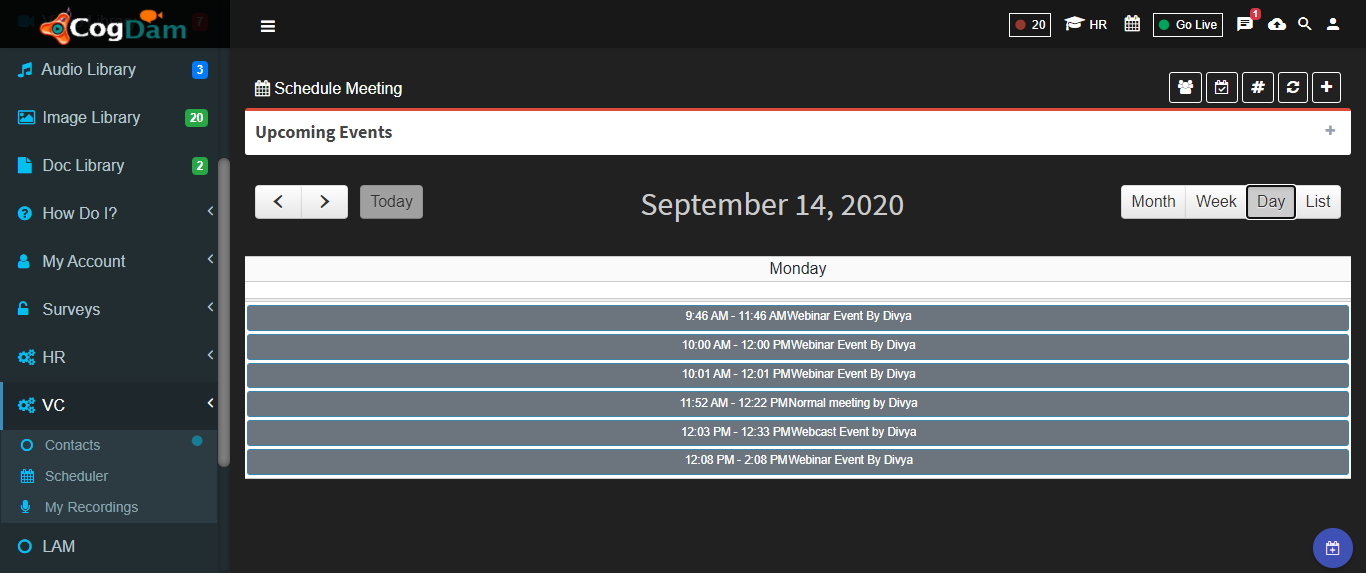 CogDam
7
Audio Library 3
Image Library 20
Doc Library 2
How Do I?
My Account
Surveys
HR
VC
Contacts
Scheduler
My Recordings
LAM
20 HR Go Live 1
Schedule Meeting
Upcoming Events
Today
September 14, 2020
Month Week Day List
Monday
9:46 AM - 11:46 AMWebinar Event By Divya
10:00 AM - 12:00 PMWebinar Event By Divya
10:01 AM - 12:01 PMWebinar Event By Divya
11:52 AM - 12:22 PMNormal meeting by Divya
12:03 PM - 12:33 PMWebcast Event by Divya
12:08 PM - 2:08 PMWebinar Event By Divya